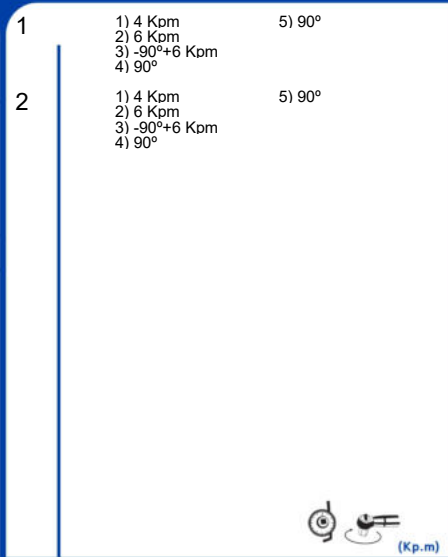 1 1) 4 Kpm 5) 90º
2) 6 Kpm
3) -90º+6 Kpm
4) 90º
2 1) 4 Kpm 5) 90º
2) 6 Kpm
3) -90º+6 Kpm
4) 90º
(Kp.m)